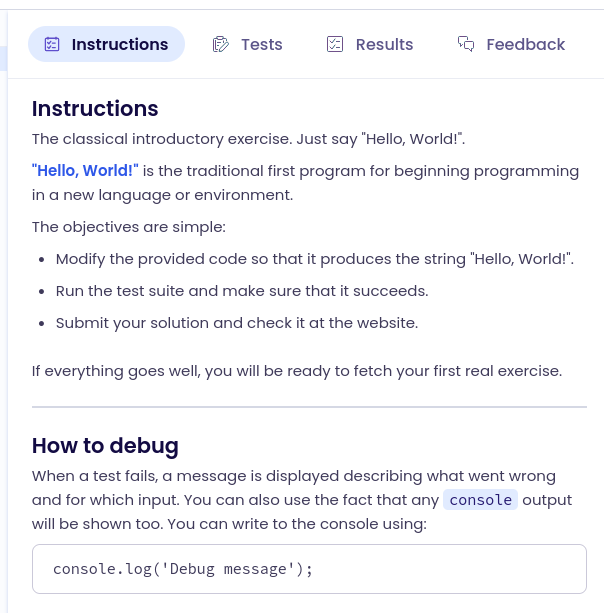 Instructions Tests Results Feedback
Instructions
The classical introductory exercise. Just say "Hello, World!".
"Hello, World!" is the traditional first program for beginning programming
in a new language or environment.
The objectives are simple:
• Modify the provided code so that it produces the string "Hello, World!".
• Run the test suite and make sure that it succeeds.
• Submit your solution and check it at the website.
If everything goes well, you will be ready to fetch your first real exercise.
How to debug
When a test fails, a message is displayed describing what went wrong
and for which input. You can also use the fact that any console output
will be shown too. You can write to the console using:
console.log('Debug message');